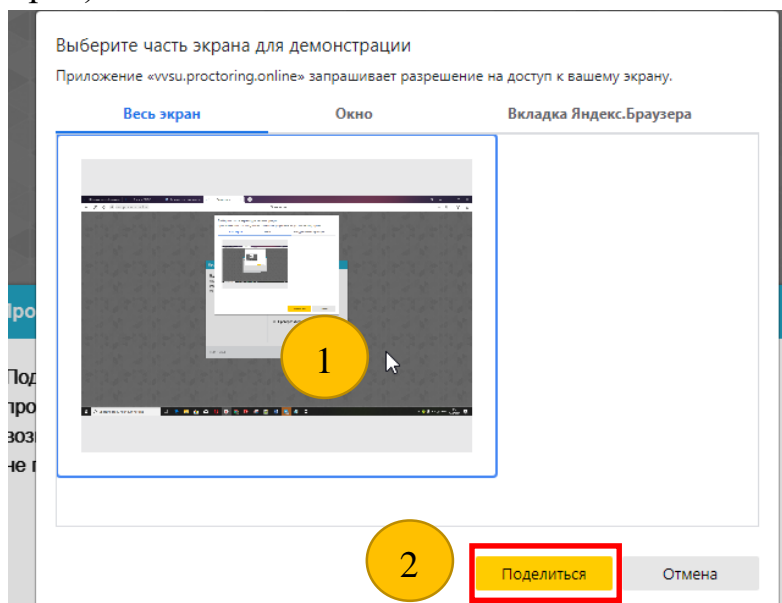 Выберите часть экрана для демонстрации
Приложение «vvsu.proctoring.online» запрашивает разрешение на доступ к вашему экрану.
Весь экран Окно Вкладка Яндекс.Браузера
1
2
Поделиться Отмена